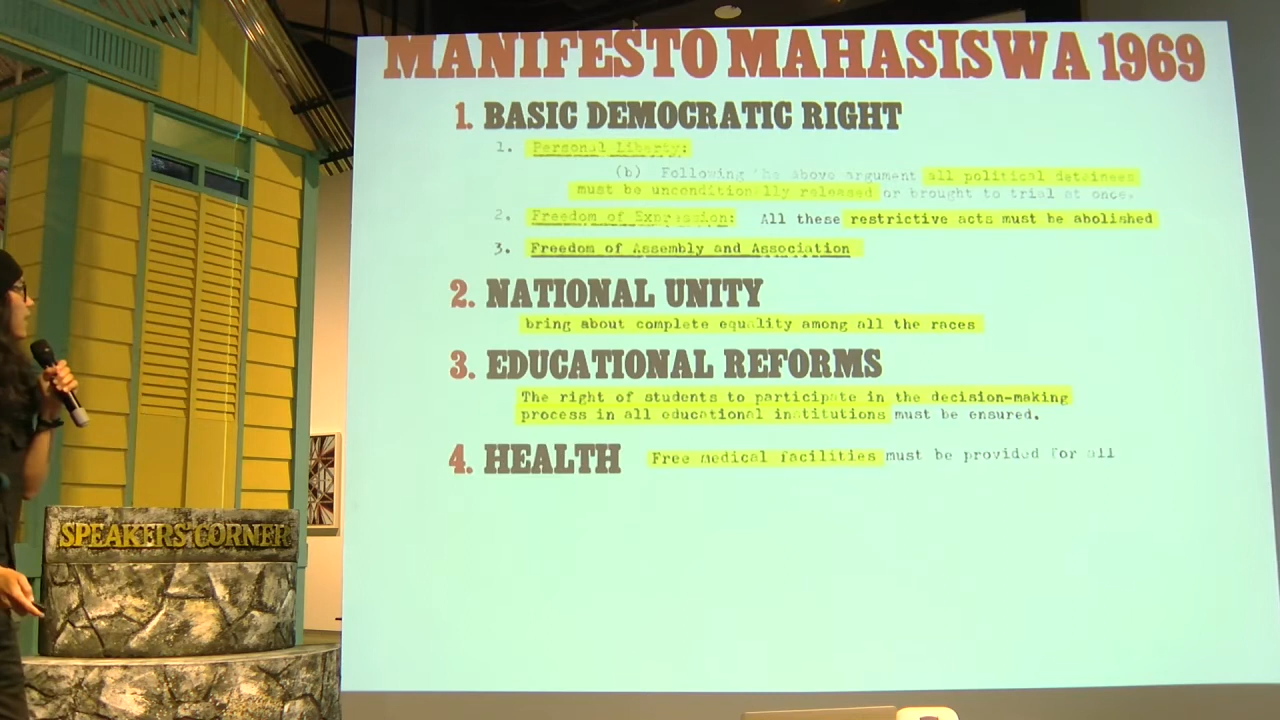 MANIFESTO MAHASISWA 1969
1. BASIC DEMOCRATIC RIGHT
1. Personal Liberty:
(b) Following the above argument all political detainees
must be unconditionally released or brought to trial at once.
2. Freedom of Expression: All these restrictive acts must be abolished
3. Freedom of Assembly and Association
2. NATIONAL UNITY
bring about complete equality among all the races
3. EDUCATIONAL REFORMS
The right of students to participate in the decision-making
process in all educational institutions must be ensured.
4. HEALTH Free medical facilities must be provided for all
SPEAKERS' CORNER